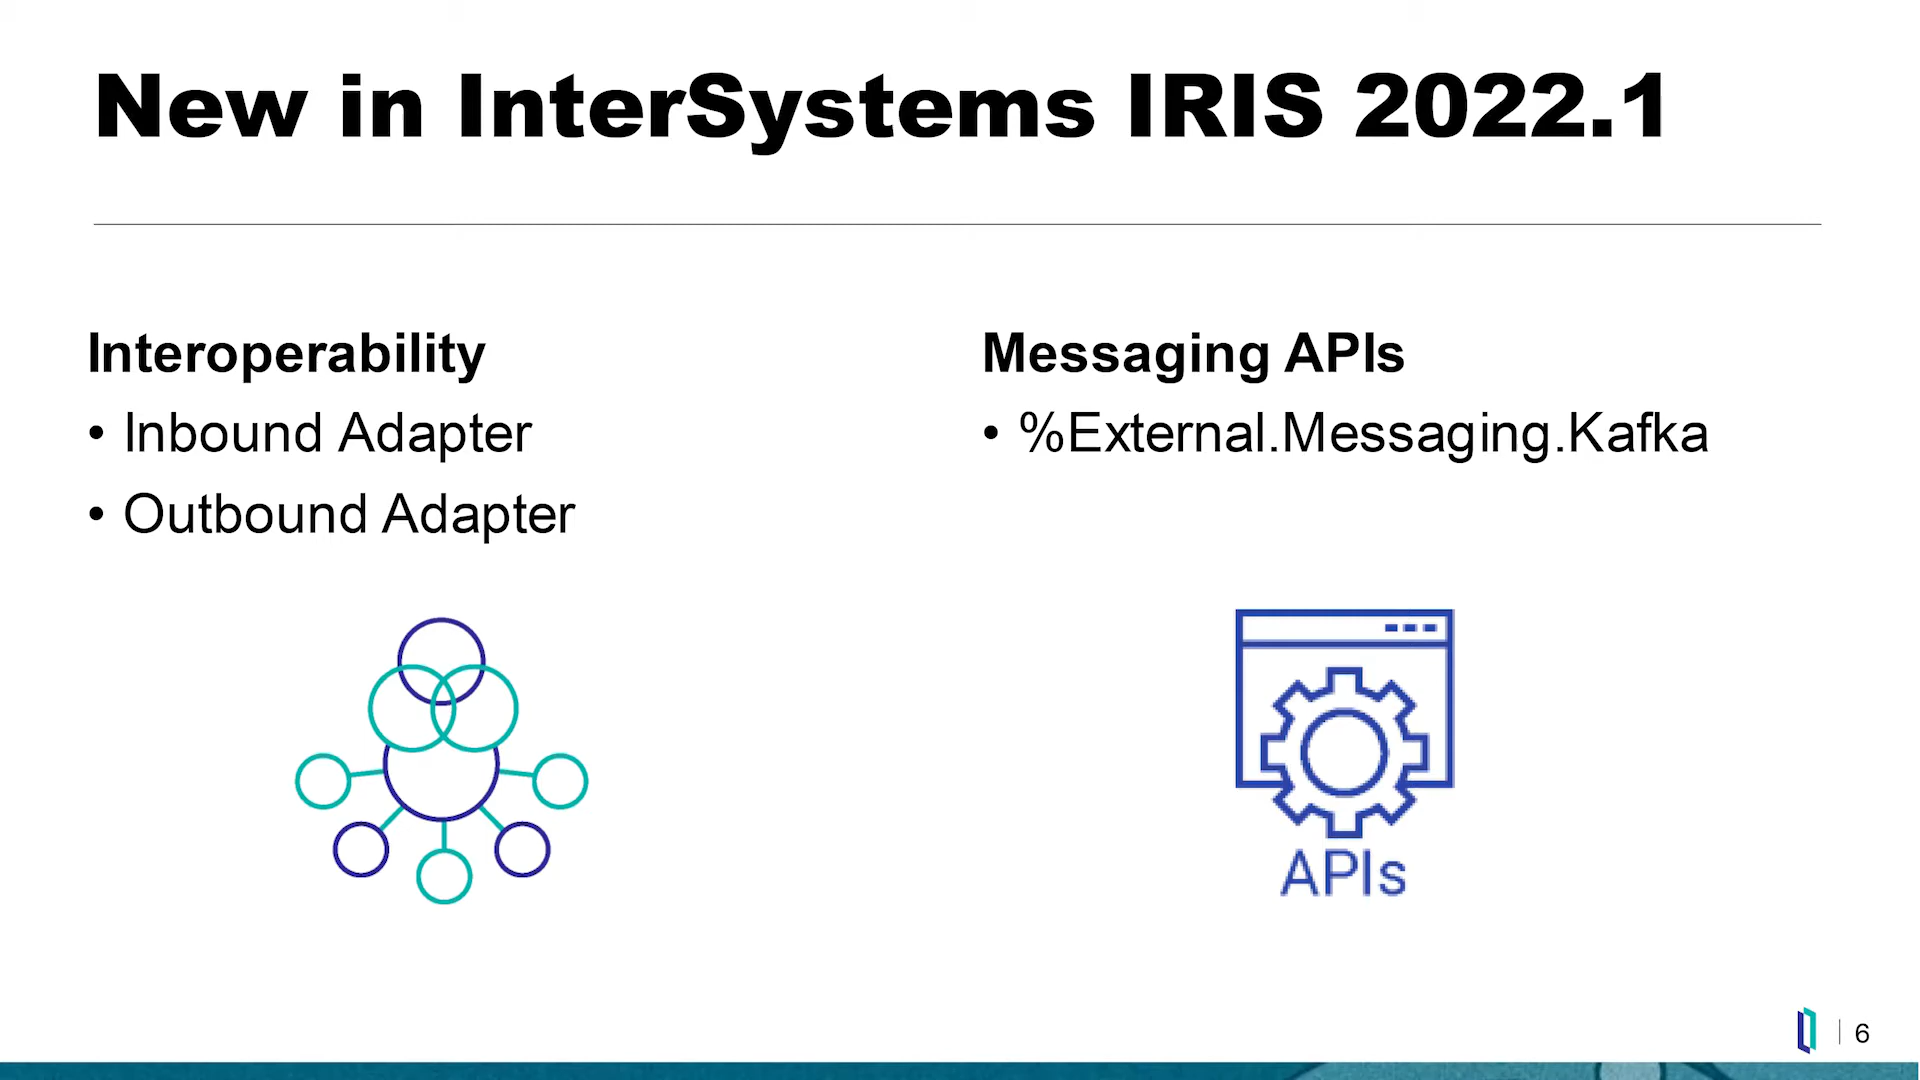 New in InterSystems IRIS 2022.1
Interoperability
• Inbound Adapter
• Outbound Adapter
Messaging APIs
• %External.Messaging.Kafka
APIs
6